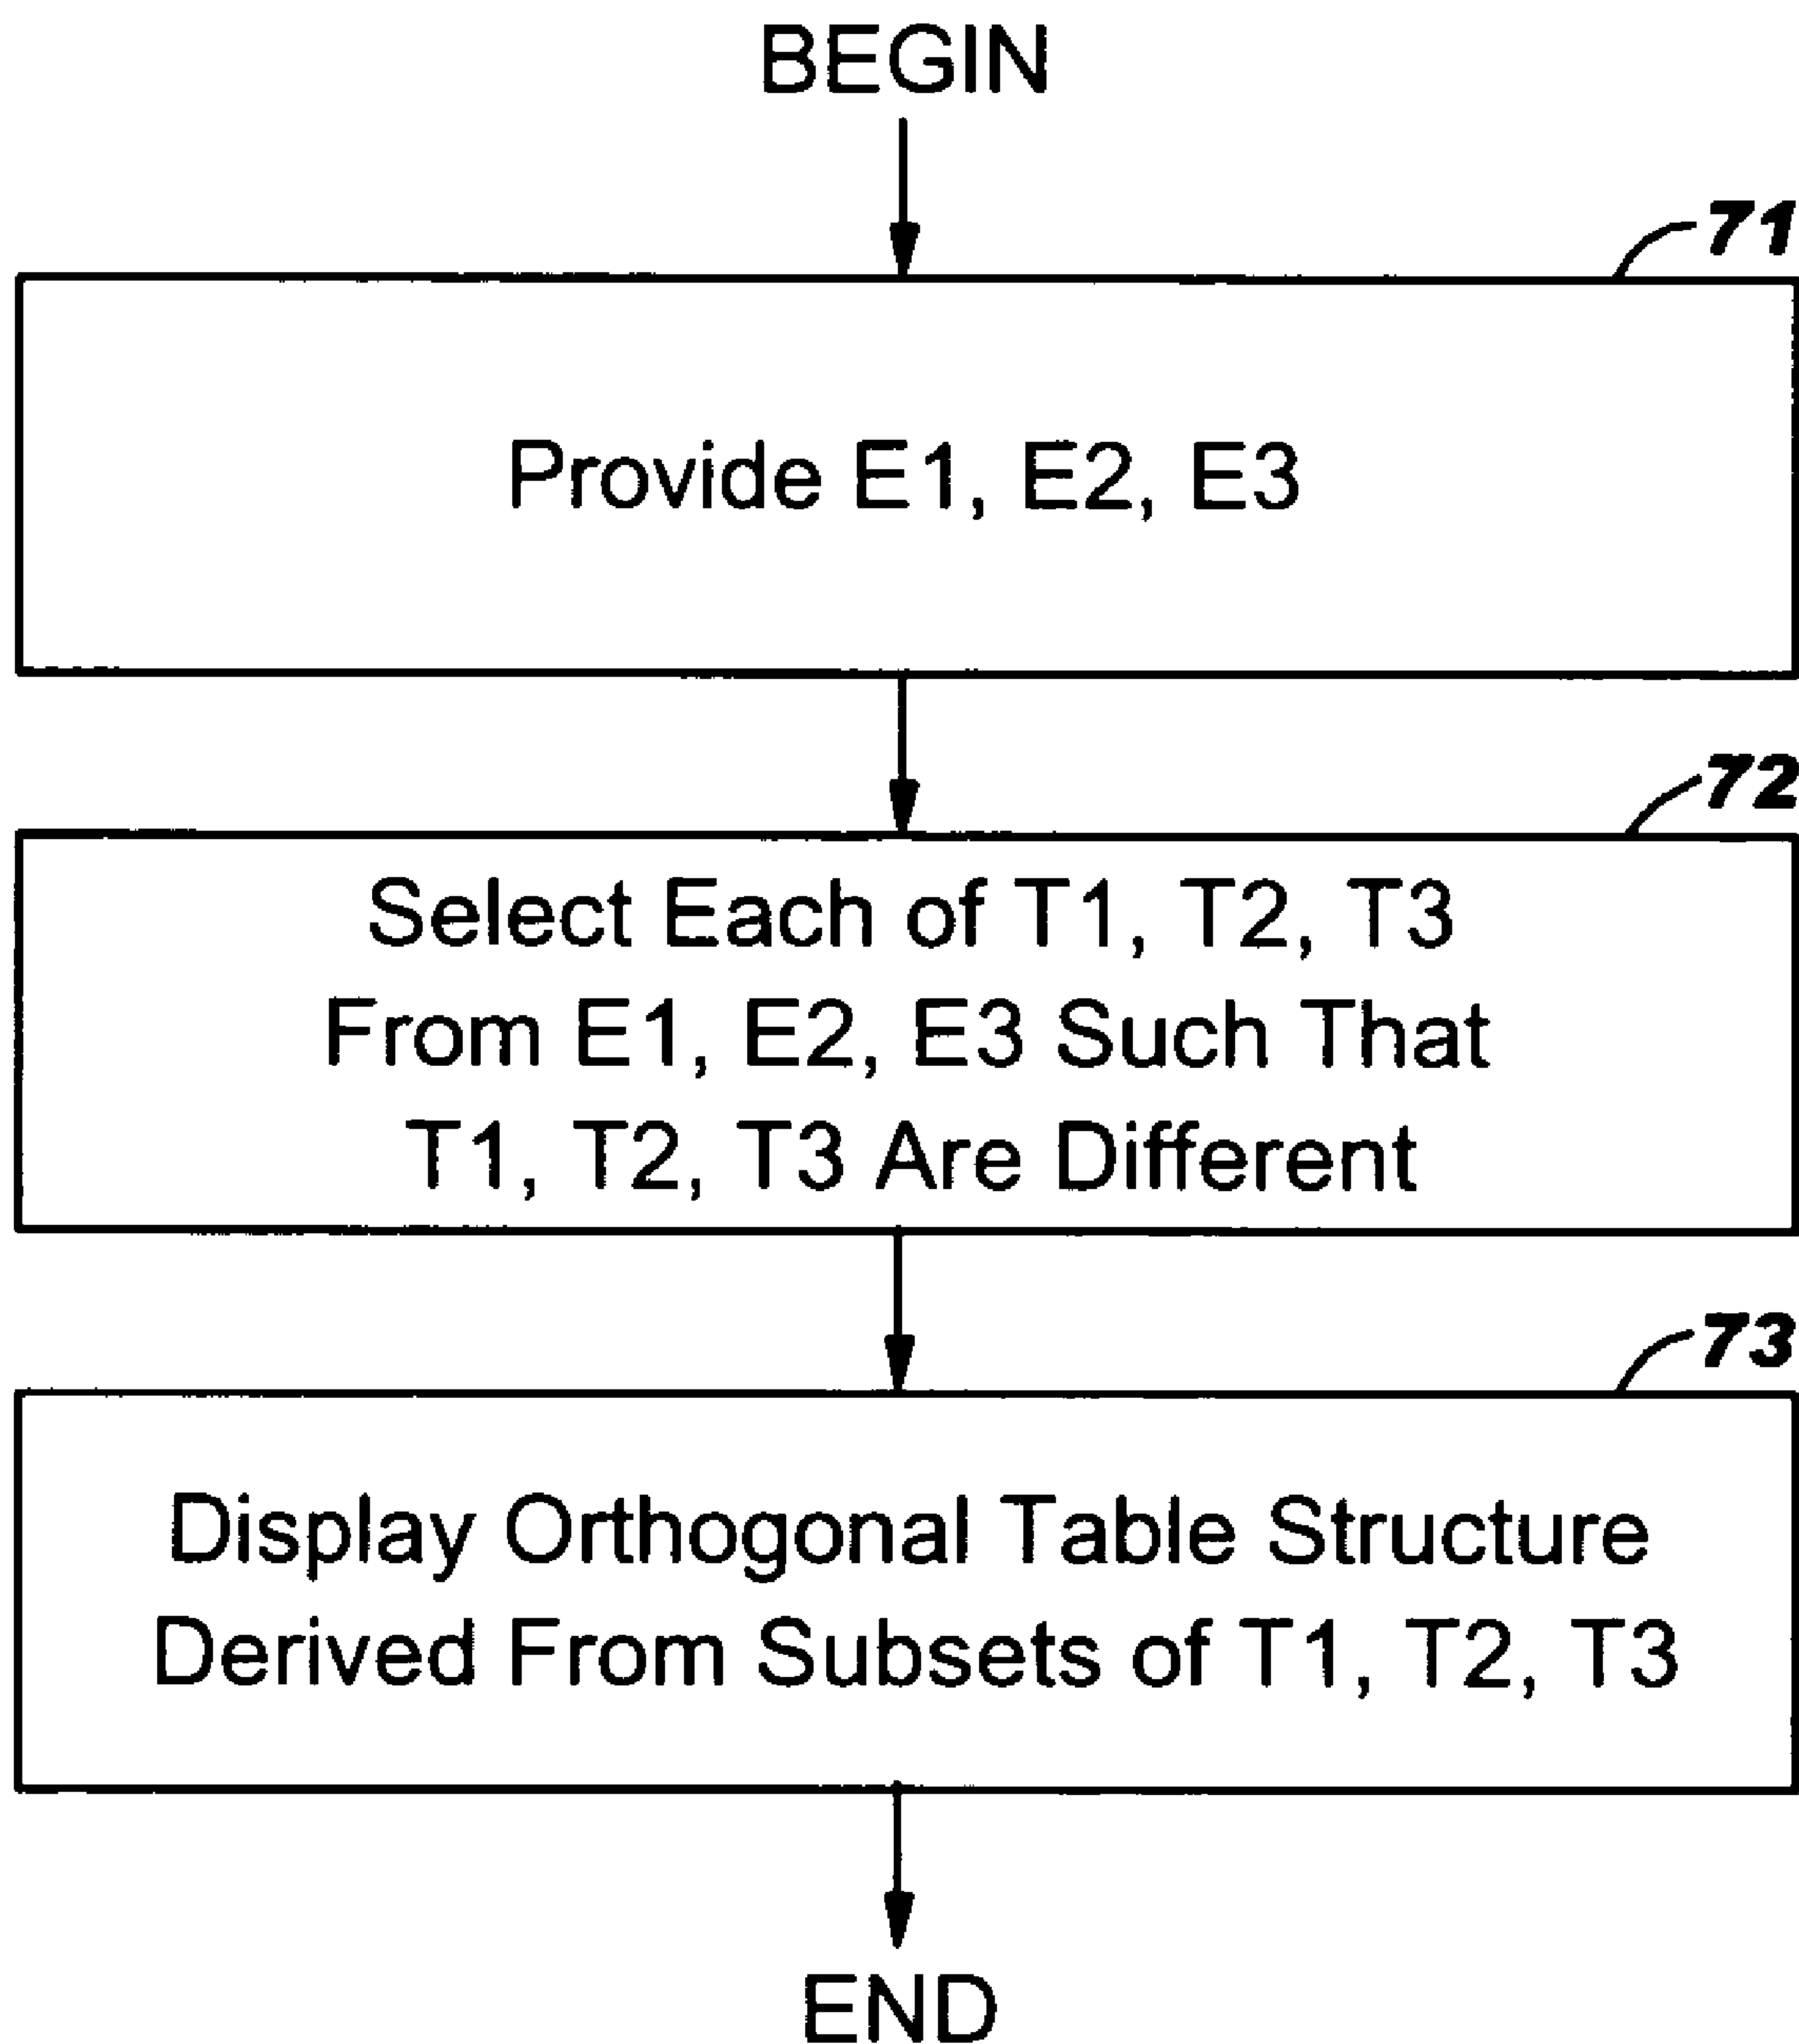 BEGIN
71
Provide E1, E2, E3
72
Select Each of T1, T2, T3
From E1, E2, E3 Such That
T1, T2, T3 Are Different
73
Display Orthogonal Table Structure
Derived From Subsets of T1, T2, T3
END